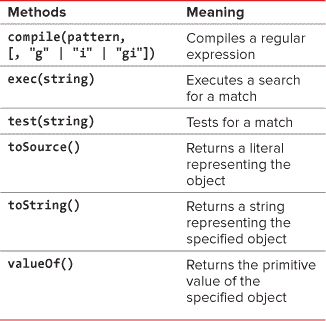 Methods Meaning
compile(pattern, Compiles a regular
[, "g" | "i" | "gi"]) expression
exec(string) Executes a search
for a match
test(string) Tests for a match
toSource() Returns a literal
representing the
object
toString() Returns a string
representing the
specified object
valueOf() Returns the primitive
value of the
specified object